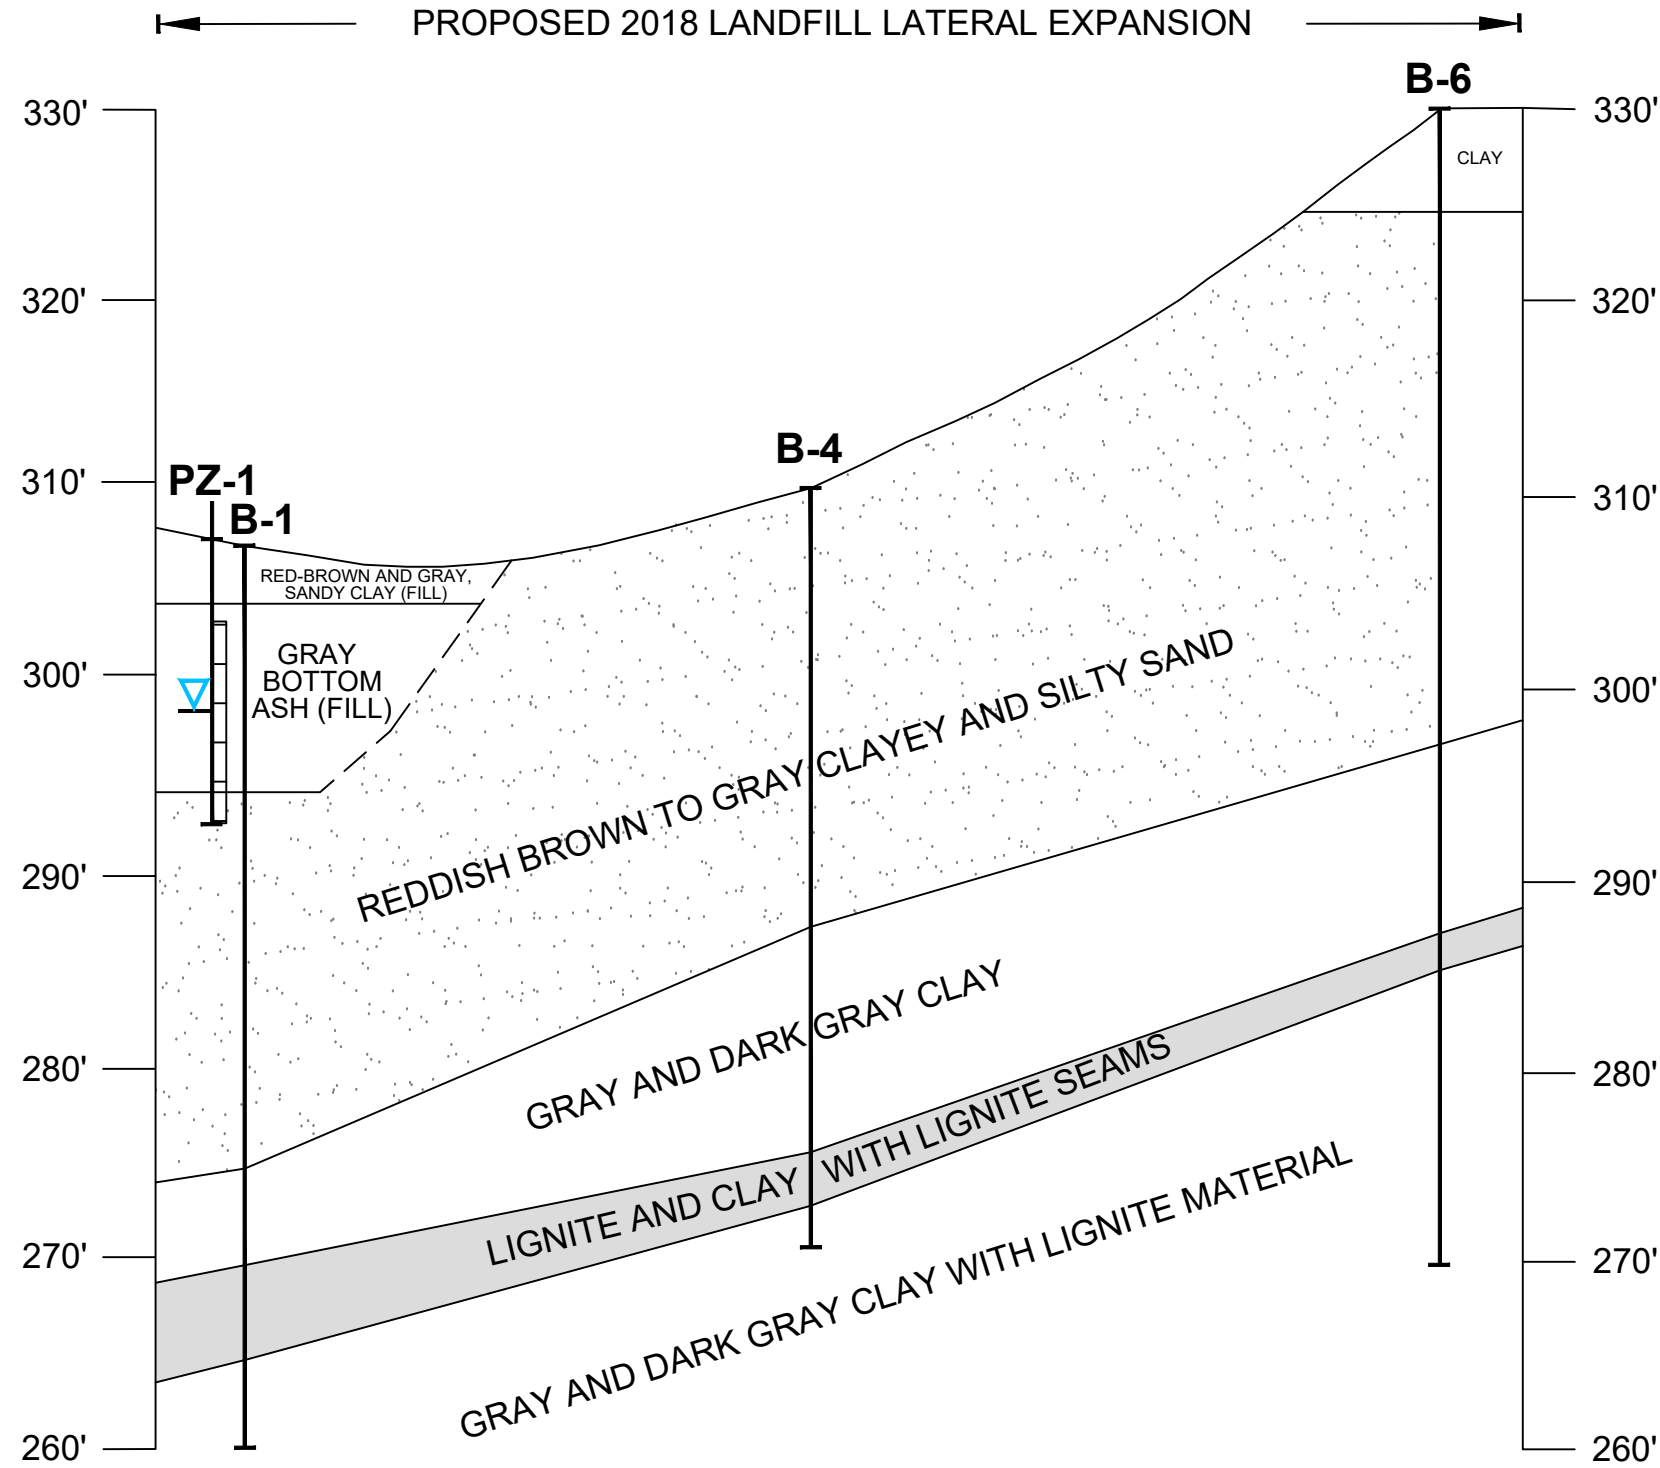 PROPOSED 2018 LANDFILL LATERAL EXPANSION
B-6
330'
330'
CLAY
320'
320'
B-4
310'
310'
PZ-1
B-1
RED-BROWN AND GRAY,
SANDY CLAY (FILL)
GRAY
BOTTOM
ASH (FILL)
300'
300'
REDDISH BROWN TO GRAY CLAYEY AND SILTY SAND
290'
290'
GRAY AND DARK GRAY CLAY
280'
280'
LIGNITE AND CLAY WITH LIGNITE SEAMS
270'
270'
GRAY AND DARK GRAY CLAY WITH LIGNITE MATERIAL
260'
260'